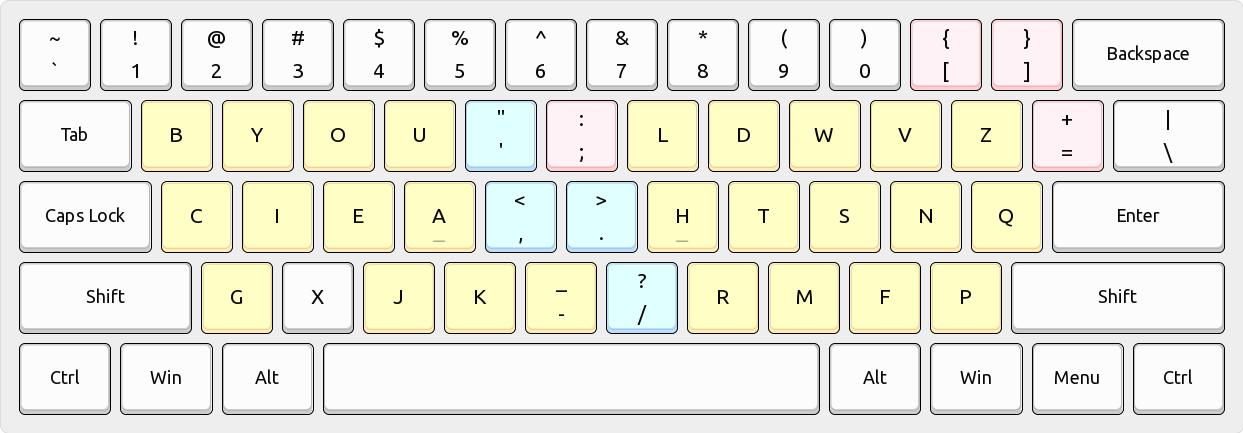 ~ ! @ # $ % ^ & * ( ) { } Backspace
` 1 2 3 4 5 6 7 8 9 0 [ ]
Tab B Y O U " : L D W V Z + |
' ; = \
Caps Lock C I E A < > H T S N Q Enter
_ , . _
Shift G X J K _ ? R M F P Shift
- /
Ctrl Win Alt Alt Win Menu Ctrl